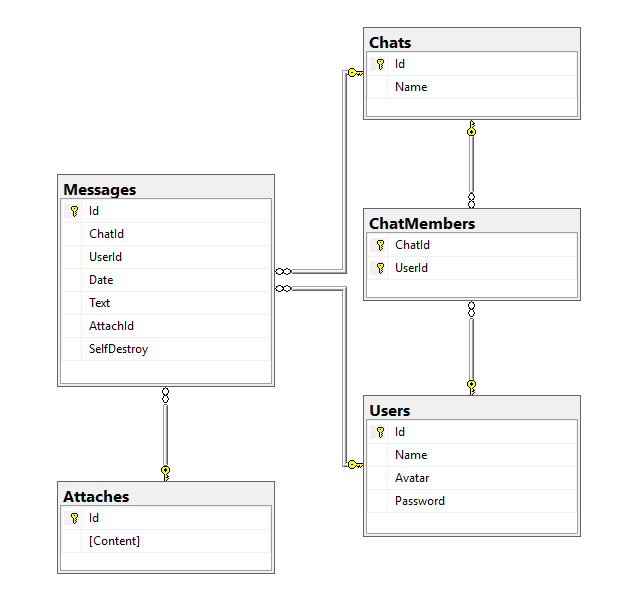 Chats
Id
Name
Messages
Id
ChatId
UserId
Date
Text
AttachId
SelfDestroy
ChatMembers
ChatId
UserId
Users
Id
Name
Avatar
Password
Attaches
Id
[Content]